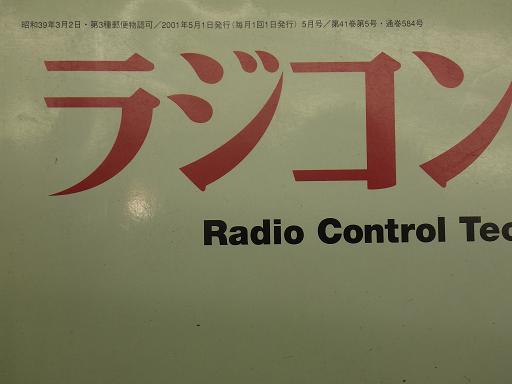 昭和39年3月2日・第3種郵便物認可／2001年5月1日発行(毎月1回1日発行) 5月号／第41巻第5号・通巻584号
ラジコン
Radio Control Tec